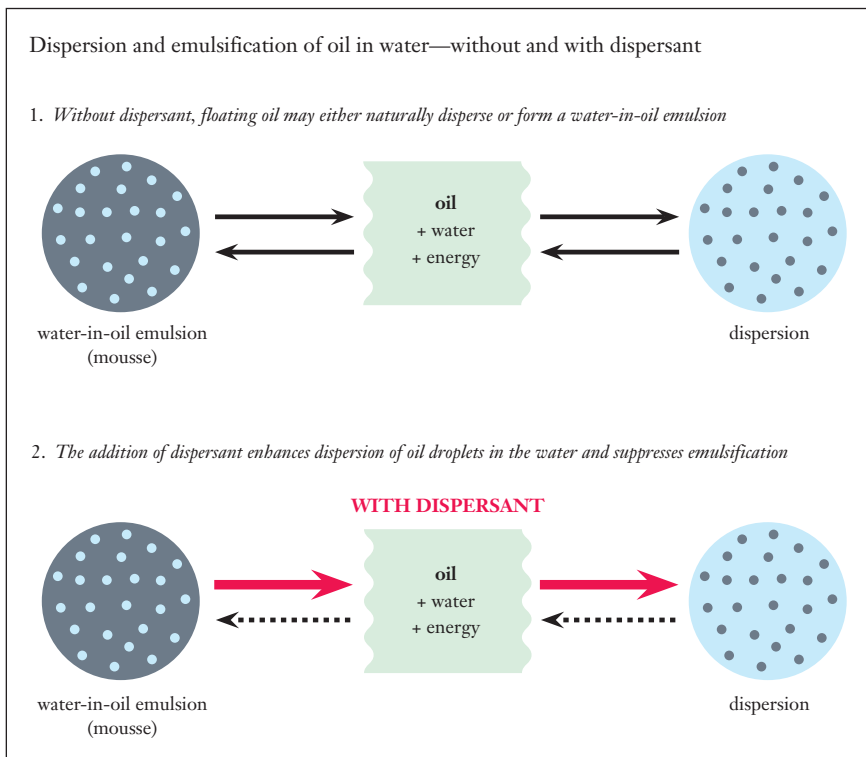 Dispersion and emulsification of oil in water—without and with dispersant
1. Without dispersant, floating oil may either naturally disperse or form a water-in-oil emulsion
oil
+ water
+ energy
water-in-oil emulsion
(mousse)
dispersion
2. The addition of dispersant enhances dispersion of oil droplets in the water and suppresses emulsification
WITH DISPERSANT
oil
+ water
+ energy
water-in-oil emulsion
(mousse)
dispersion